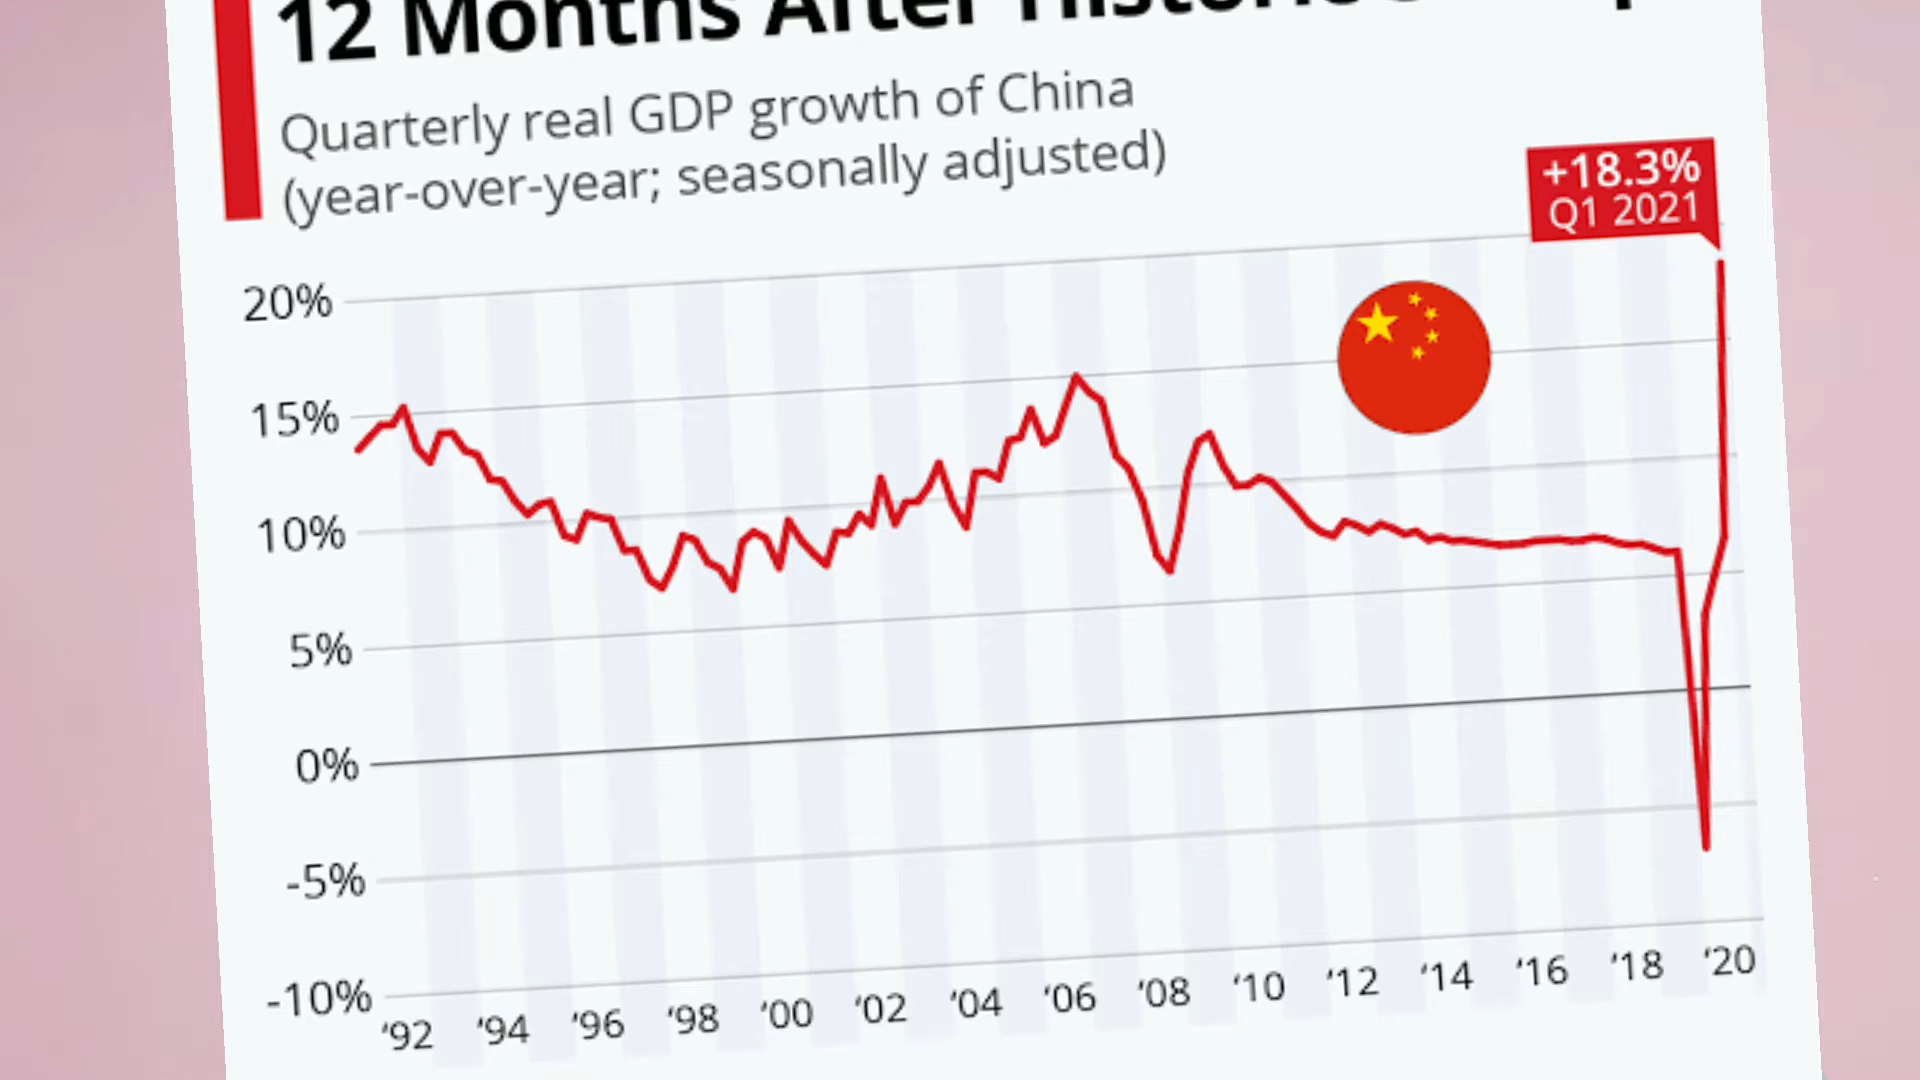 12 Months After Historic
Quarterly real GDP growth of China
(year-over-year; seasonally adjusted)
+18.3%
Q1 2021
20%
15%
10%
5%
0%
-5%
-10%
‘92 ‘94 ‘96 ‘98 ‘00 ‘02 ‘04 ‘06 ‘08 ‘10 ‘12 ‘14 ‘16 ‘18 ‘20